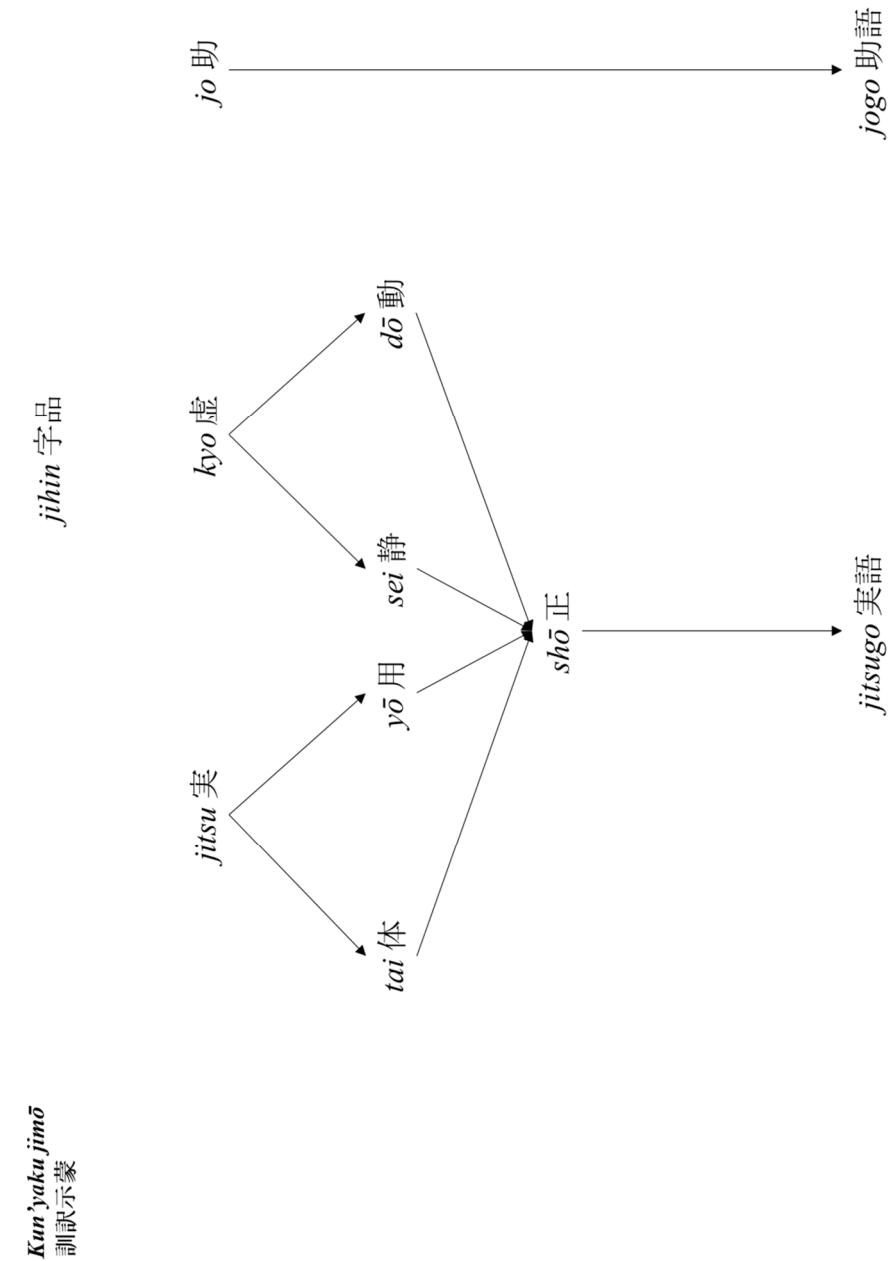 Kun’yaku jimō
訓訳示蒙
jihin 字品
jitsu 実
kyo 虚
jo 助
tai 体
yō 用
sei 静
dō 動
shō 正
jitsugo 実語
jogo 助語